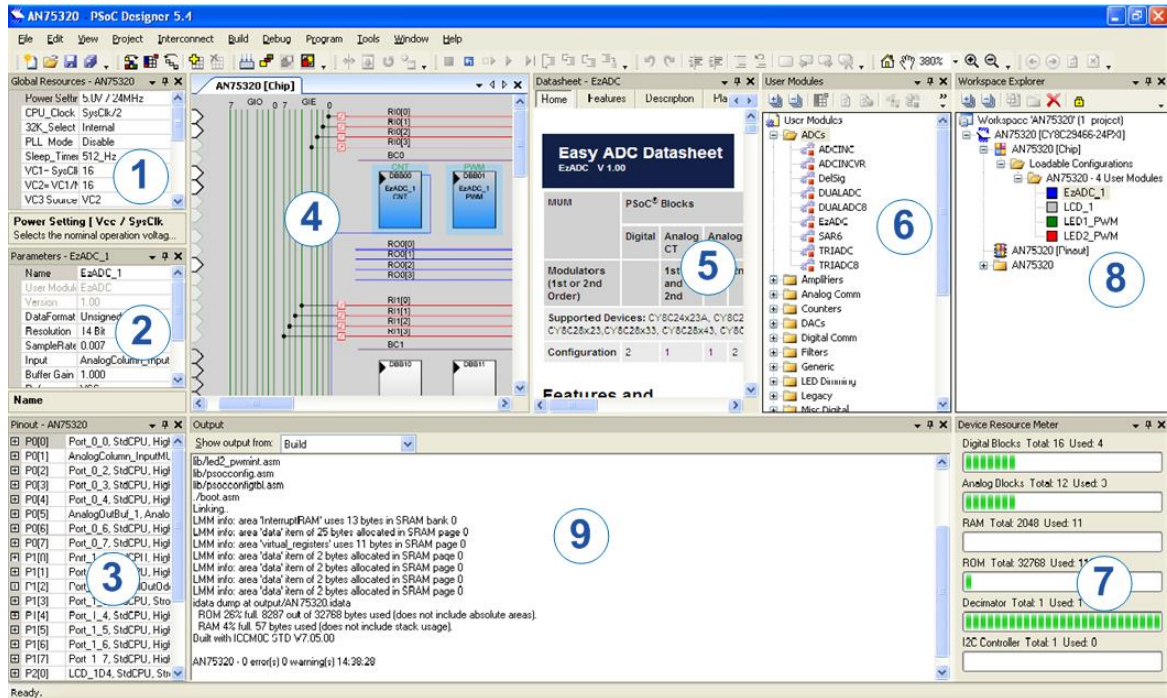 AN75320 - PSoC Designer 5.4
File Edit View Project Interconnect Build Debug Program Tools Window Help
380%
Global Resources - AN75320
Power Settir 5.0V / 24MHz
CPU_Clock SysClk/2
32K_Select Internal
PLL Mode Disable
Sleep_Timer 512_Hz
VC1= SysClk 16
VC2= VC1/N 16
VC3 Source VC2
1
Power Setting [ Vcc / SysClk
Selects the nominal operation voltag...
Parameters - EzADC_1
Name EzADC_1
User Module EzADC
Version 1.00
DataFormat Unsigned
Resolution 14 Bit
SampleRate 0.007
Input AnalogColumn_Input
Buffer Gain 1.000
2
Name
Pinout - AN75320
P0[0] Port_0_0, StdCPU, High
P0[1] AnalogColumn_InputMU
P0[2] Port_0_2, StdCPU, High
P0[3] Port_0_3, StdCPU, High
P0[4] Port_0_4, StdCPU, High
P0[5] AnalogOutBuf_1, Analo
P0[6] Port_0_6, StdCPU, High
P0[7] Port_0_7, StdCPU, High
P1[0]
P1[1]
P1[2]
P1[3] Port_1_3, StdCPU, Stro
P1[4] Port_1_4, StdCPU, High
P1[5] Port_1_5, StdCPU, High
P1[6] Port_1_6, StdCPU, High
P1[7] Port_1_7, StdCPU, High
P2[0] LCD_1D4, StdCPU, Stro
3
AN75320 [Chip]
7 GIO 0 7 GIE 0
RI0[0]
RI0[1]
RI0[2]
RI0[3]
BC0
CNT PWM
DBB00 DBB01
EzADC_1 EzADC_1
CNT PWM
4
RO0[0]
RO0[1]
RO0[2]
RO0[3]
RI1[0]
RI1[1]
RI1[2]
RI1[3]
BC1
DBB10 DBB11
Datasheet - EzADC
Home Features Description Pla
Easy ADC Datasheet
EzADC V 1.00
MUM PSoC® Blocks
Digital Analog CT Analog
5
Modulators (1st or 2nd Order) 1st and 2nd
Supported Devices: CY8C24x23A, CY8C2
CY8C28x23,CY8C28x33, CY8C28x43, CY8C
Configuration 2 1 1 2
Features and
User Modules
User Modules
ADCs
ADCINC
ADCINCVR
DelSig
DUALADC
DUALADC8
EzADC
SAR6
TRIADC
TRIADC8
Amplifiers
Analog Comm
Counters
DACs
Digital Comm
Filters
Generic
LED Dimming
Legacy
Misc Digital
6
Workspace Explorer
Workspace 'AN75320' (1 project)
AN75320 [CY8C29466-24PXI]
AN75320 [Chip]
Loadable Configurations
AN75320 - 4 User Modules
EzADC_1
LCD_1
LED1_PWM
LED2_PWM
AN75320 [Pinout]
AN75320
8
Output
Show output from: Build
lib/led2_pwmint.asm
lib/psocconfig.asm
lib/psocconfigtbl.asm
./boot.asm
Linking..
LMM info: area 'InterruptRAM' uses 13 bytes in SRAM bank 0
LMM info: area 'data' item of 25 bytes allocated in SRAM page 0
LMM info: area 'virtual_registers' uses 11 bytes in SRAM page 0
LMM info: area 'data' item of 2 bytes allocated in SRAM page 0
LMM info: area 'data' item of 2 bytes allocated in SRAM page 0
LMM info: area 'data' item of 2 bytes allocated in SRAM page 0
LMM info: area 'data' item of 2 bytes allocated in SRAM page 0
idata dump at output/AN75320.idata
ROM 26% full. 8287 out of 32768 bytes used (does not include absolute areas).
RAM 4% full. 57 bytes used (does not include stack usage).
Built with ICCM8C STD V7.05.00
AN75320 - 0 error(s) 0 warning(s) 14:38:28
9
Device Resource Meter
Digital Blocks Total: 16 Used: 4
Analog Blocks Total: 12 Used: 3
RAM Total: 2048 Used: 11
ROM Total: 32768 Used:
Decimator Total: 1 Used: 1
I2C Controller Total: 1 Used: 0
7
Ready.